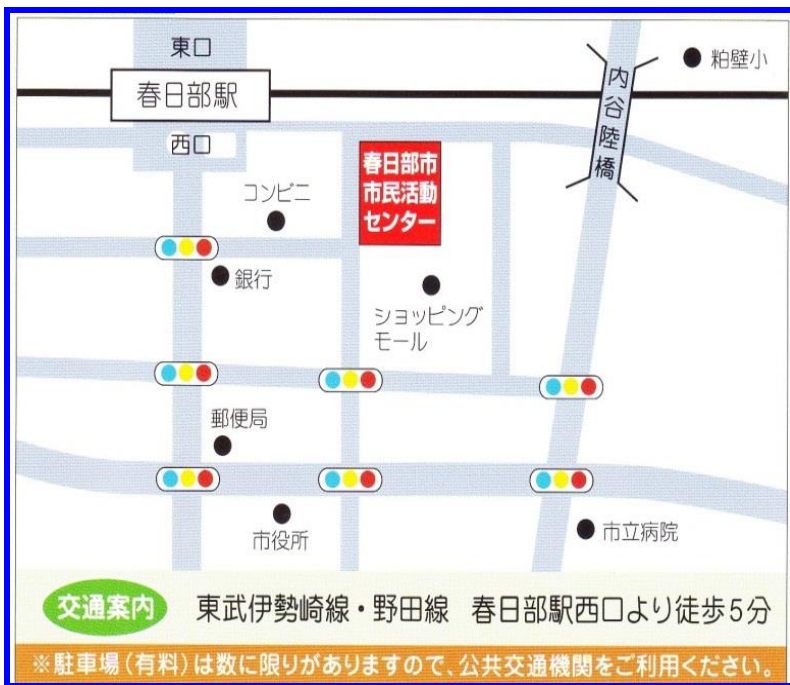 東口
春日部駅
西口
内谷陸橋
粕壁小
コンビニ
春日部市
市民活動
センター
銀行
ショッピング
モール
郵便局
市役所
市立病院
交通案内 東武伊勢崎線・野田線 春日部駅西口より徒歩5分
※駐車場(有料)は数に限りがありますので、公共交通機関をご利用ください。